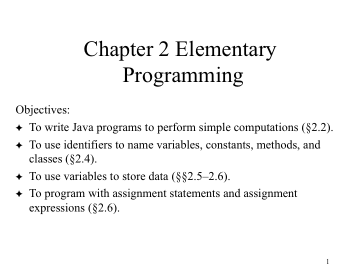 Chapter 2 Elementary
Programming
Objectives:
✦ To write Java programs to perform simple computations (§2.2).
✦ To use identifiers to name variables, constants, methods, and
classes (§2.4).
✦ To use variables to store data (§§2.5–2.6).
✦ To program with assignment statements and assignment
expressions (§2.6).
1